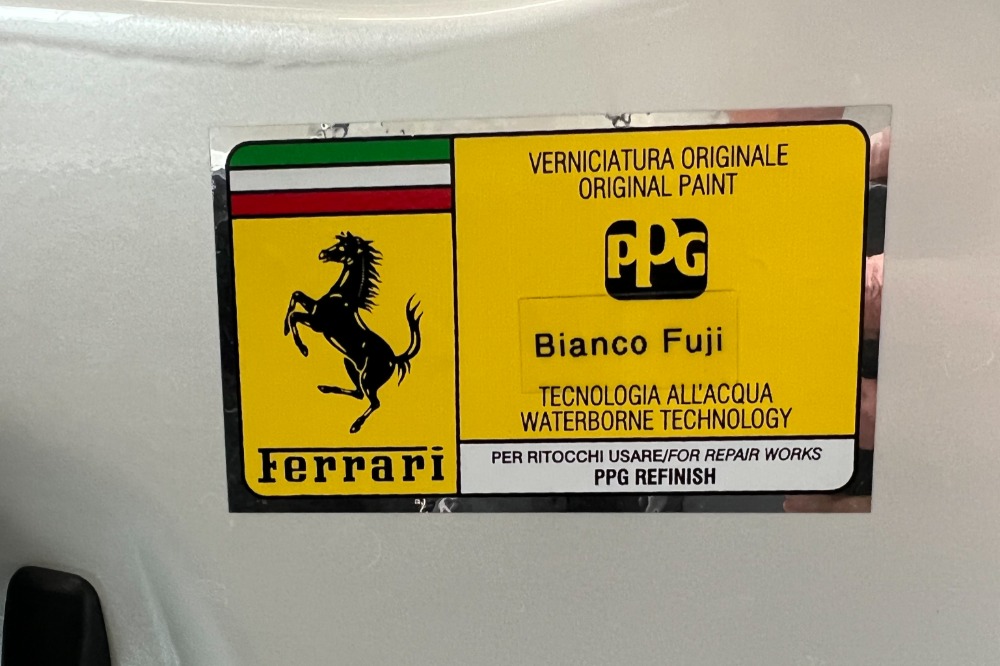 VERNICIATURA ORIGINALE
ORIGINAL PAINT
PPG
Bianco Fuji
TECNOLOGIA ALL'ACQUA
WATERBORNE TECHNOLOGY
Ferrari
PER RITOCCHI USARE/FOR REPAIR WORKS
PPG REFINISH